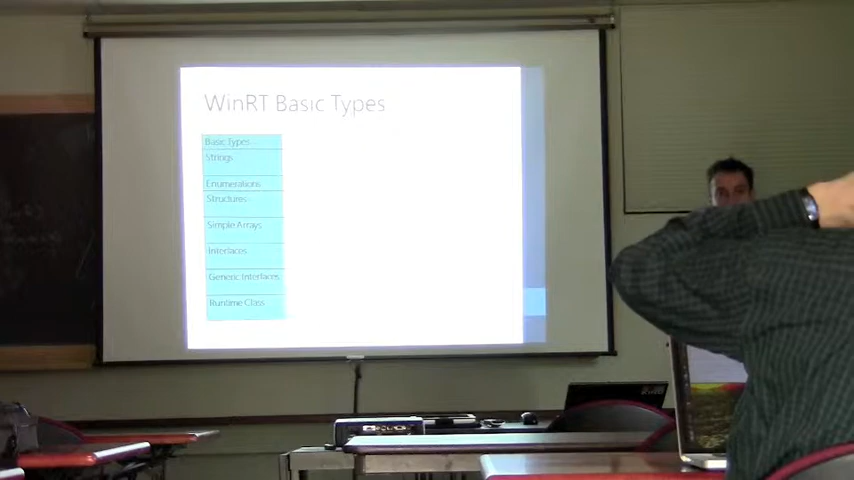 WinRT Basic Types
Basic Types
Strings
Enumerations
Structures
Simple Arrays
Interfaces
Generic Interfaces
Runtime Class